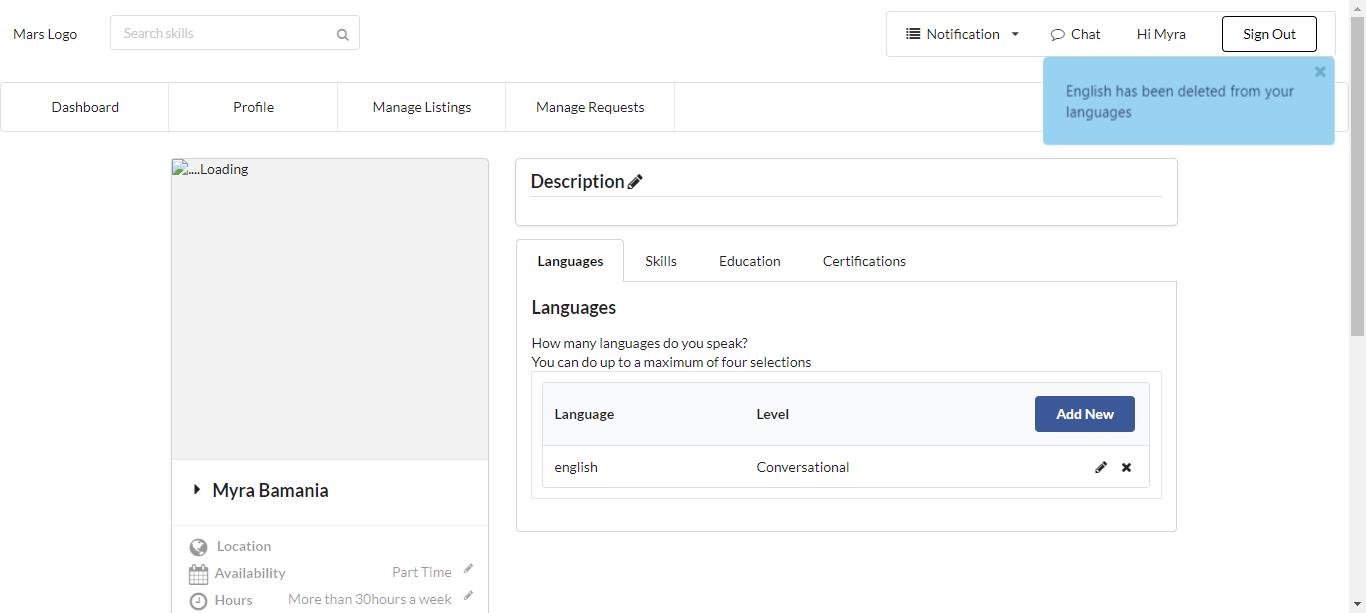 Mars Logo
Search skills
Notification
Chat
Hi Myra
Sign Out
English has been deleted from your
languages
Dashboard
Profile
Manage Listings
Manage Requests
....Loading
Description
Languages
Skills
Education
Certifications
Languages
How many languages do you speak?
You can do up to a maximum of four selections
Language
Level
Add New
english
Conversational
Myra Bamania
Location
Availability
Part Time
Hours
More than 30hours a week